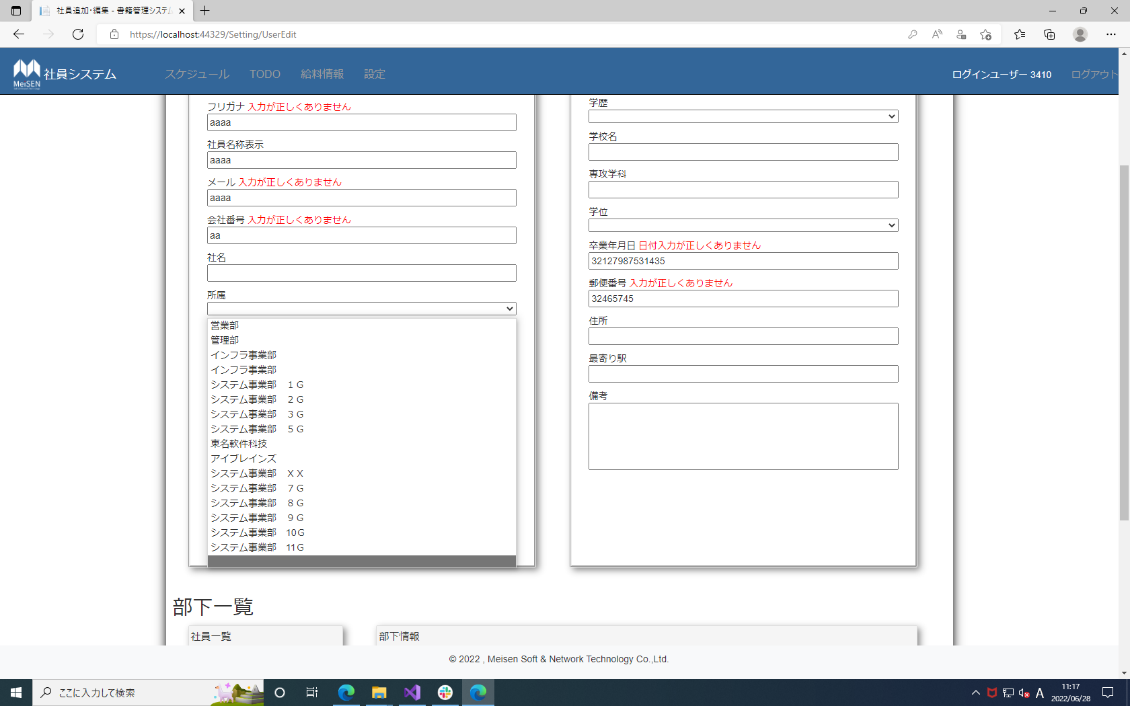 社員追加・編集 - 書籍管理システム
https://localhost:44329/Setting/UserEdit
MeiSEN
社員システム
スケジュール
TODO
給料情報
設定
ログインユーザー 3410
ログアウト
フリガナ 入力が正しくありません
aaaa
社員名称表示
aaaa
メール 入力が正しくありません
aaaa
会社番号 入力が正しくありません
aa
社名
所属
営業部
管理部
インフラ事業部
インフラ事業部
システム事業部　１Ｇ
システム事業部　２Ｇ
システム事業部　３Ｇ
システム事業部　５Ｇ
東名軟件科技
アイブレインズ
システム事業部　ＸＸ
システム事業部　７Ｇ
システム事業部　８Ｇ
システム事業部　９Ｇ
システム事業部　10Ｇ
システム事業部　11Ｇ
学歴
学校名
専攻学科
学位
卒業年月日 日付入力が正しくありません
32127987531435
郵便番号 入力が正しくありません
32465745
住所
最寄り駅
備考
部下一覧
社員一覧
部下情報
© 2022 , Meisen Soft & Network Technology Co.,Ltd.
ここに入力して検索
A
11:17
2022/06/28